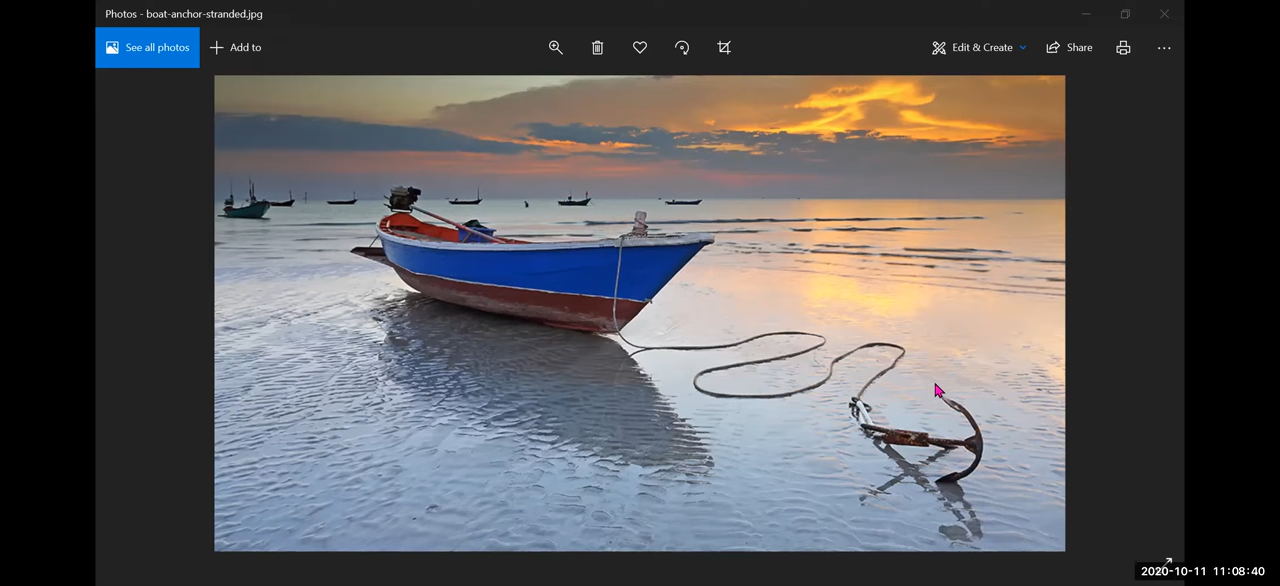 Photos - boat-anchor-stranded.jpg
See all photos
Add to
Edit & Create
Share
2020-10-11 11:08:40